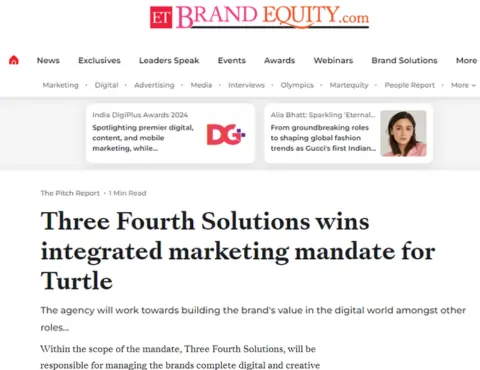 ET BRAND EQUITY.com
News Exclusives Leaders Speak Events Awards Webinars Brand Solutions More
Marketing • Digital • Advertising • Media • Interviews • Olympics • Martequity • People Report • More
India DigiPlus Awards 2024
Spotlighting premier digital,
content, and mobile
marketing, while...
DG+
Alia Bhatt: Sparkling 'Eternal...
From groundbreaking roles
to shaping global fashion
trends as Gucci's first Indian...
The Pitch Report • 1 Min Read
Three Fourth Solutions wins
integrated marketing mandate for
Turtle
The agency will work towards building the brand's value in the digital world amongst other
roles...
Within the scope of the mandate, Three Fourth Solutions, will be
responsible for managing the brands complete digital and creative